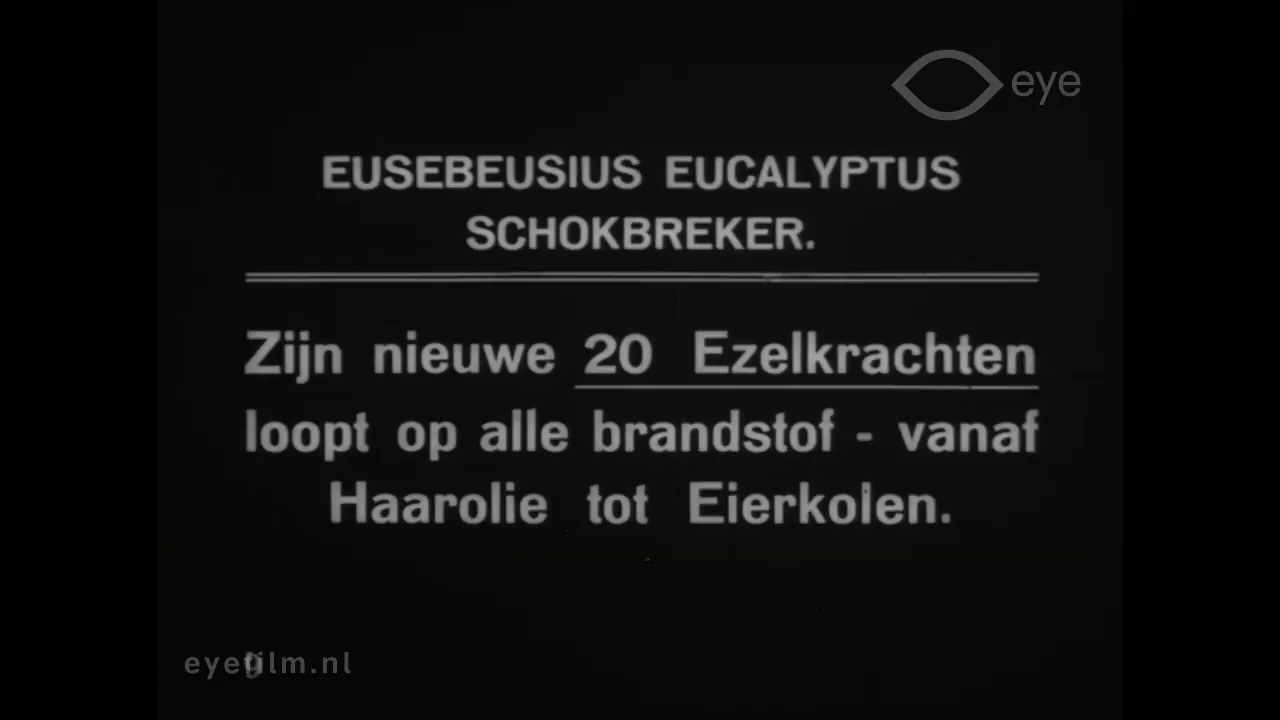 eye
EUSEBEUSIUS EUCALYPTUS
SCHOKBREKER.
Zijn nieuwe 20 Ezelkrachten
loopt op alle brandstof - vanaf
Haarolie tot Eierkolen.
eyefilm.nl